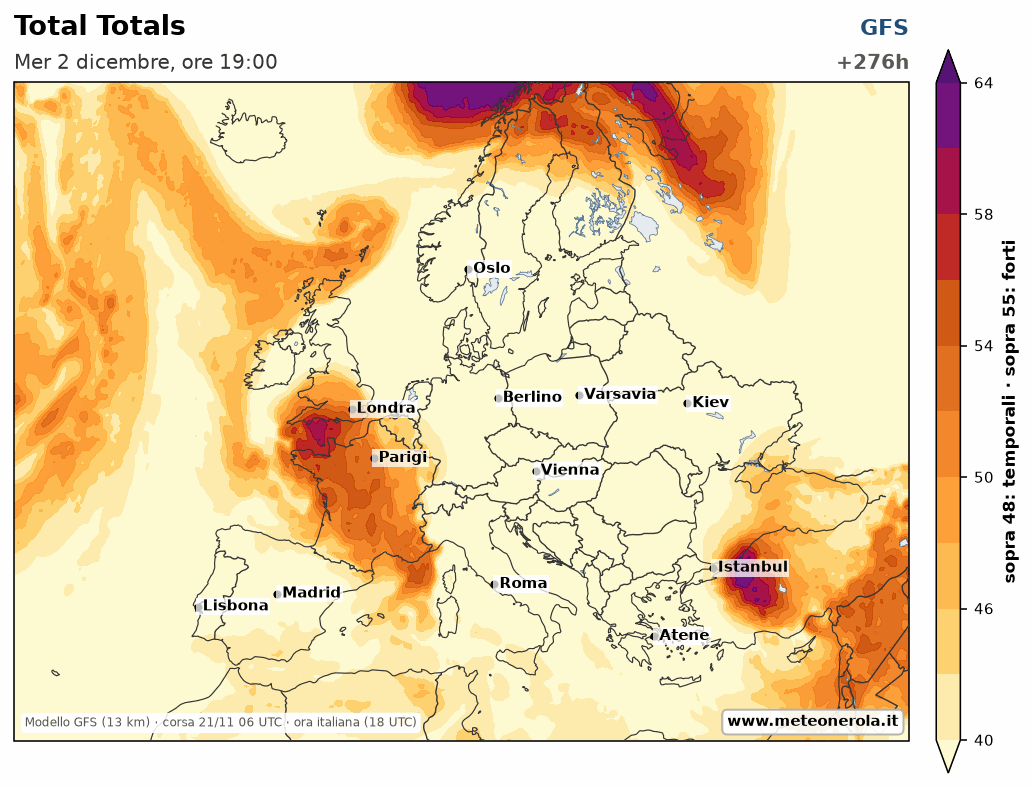 Total Totals
GFS
Mer 2 dicembre, ore 19:00
+276h
64
58
54
50
46
40
sopra 48: temporali · sopra 55: forti
Oslo
Berlino
Varsavia
Kiev
Londra
Parigi
Vienna
Istanbul
Roma
Madrid
Lisbona
Atene
Modello GFS (13 km) · corsa 21/11 06 UTC · ora italiana (18 UTC)
www.meteonerola.it